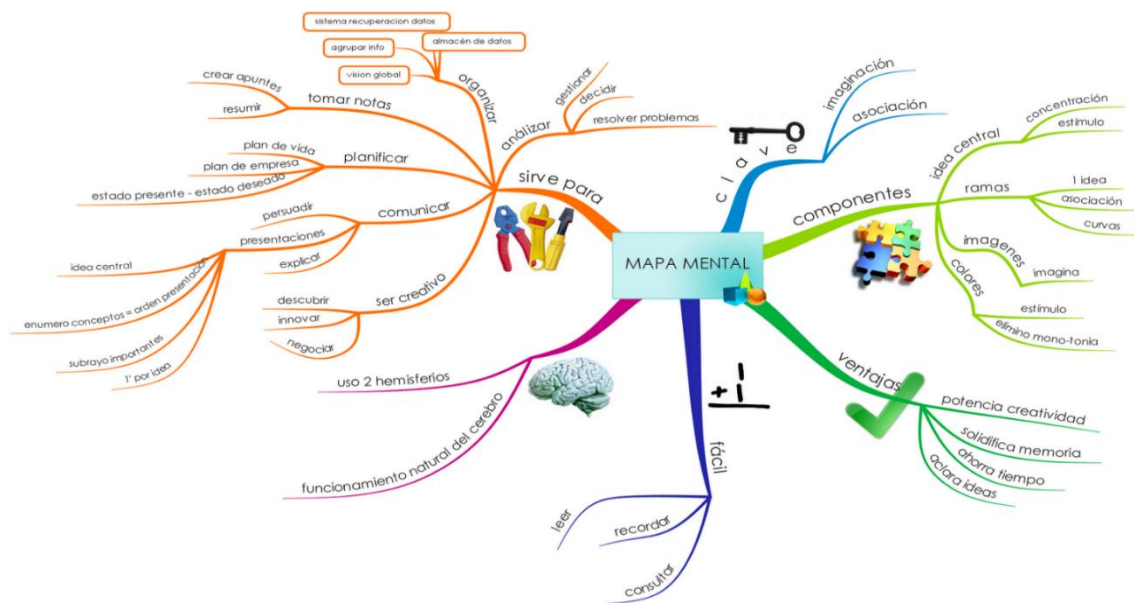 MAPA MENTAL
clave
imaginación
asociación
componentes
idea central
concentración
estímulo
ramas
1 idea
asociación
curvas
imagenes
imagina
colores
estímulo
elimino mono-tonia
ventajas
potencia creatividad
solidifica memoria
ahorra tiempo
aclara ideas
+ 1
1
fácil
leer
recordar
consultar
uso 2 hemisferios
funcionamiento natural del cerebro
sirve para
análizar
gestionar
decidir
resolver problemas
organizar
sistema recuperacion datos
almacén de datos
agrupar info
vision global
tomar notas
crear apuntes
resumir
planificar
plan de vida
plan de empresa
estado presente - estado deseado
comunicar
persuadir
presentaciones
idea central
enumero conceptos = orden presentación
subrayo importantes
1' por idea
explicar
ser creativo
descubrir
innovar
negociar